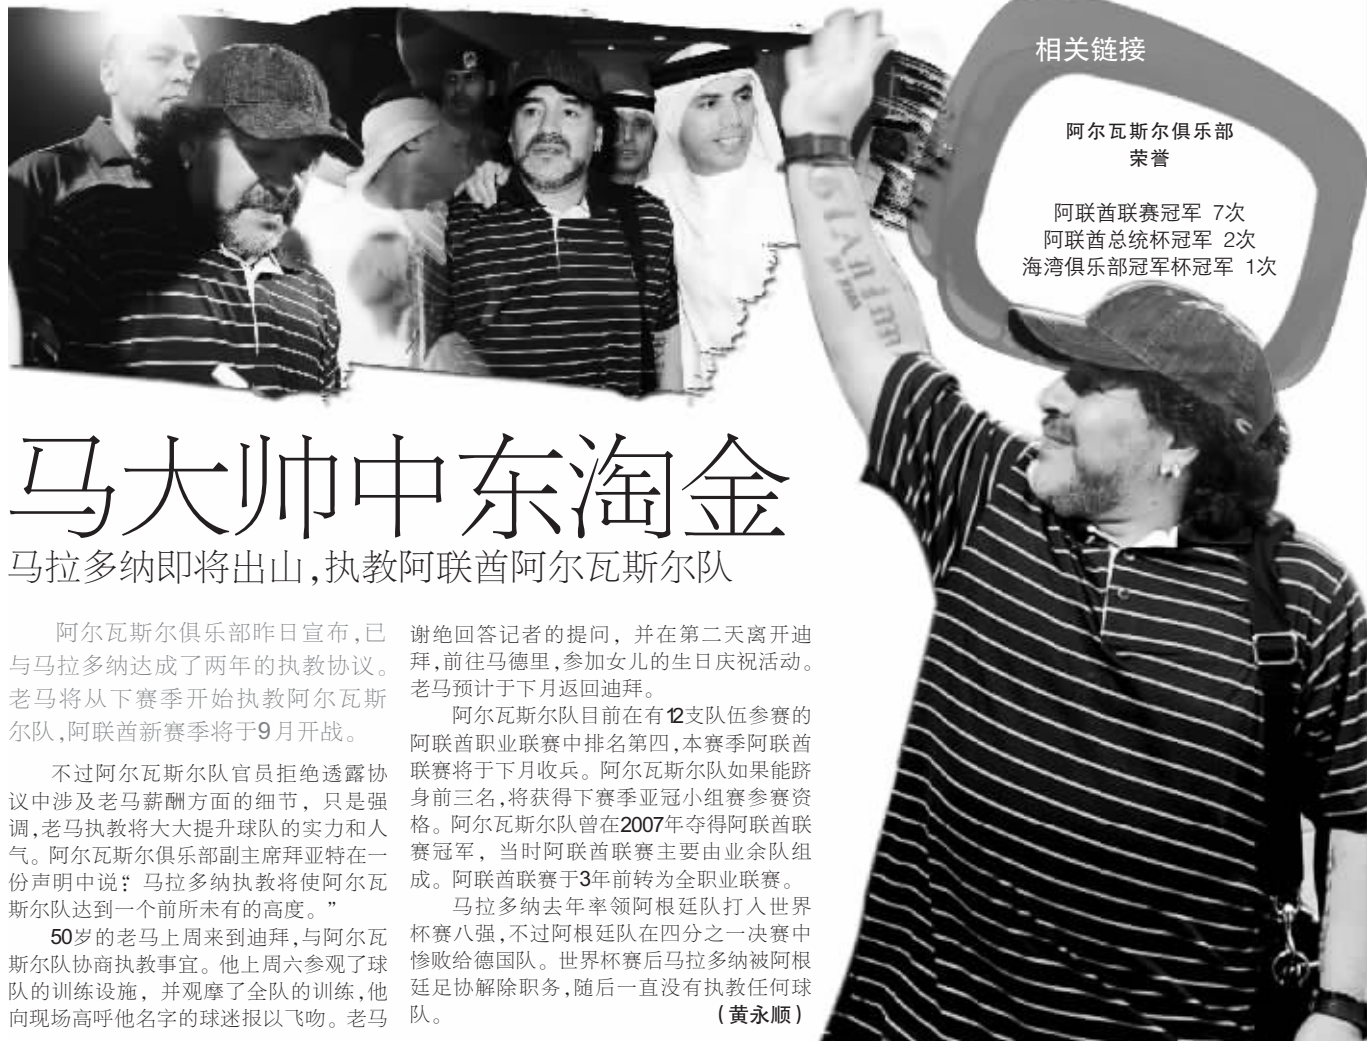 相关链接
阿尔瓦斯尔俱乐部
荣誉
阿联酋联赛冠军 7次
阿联酋总统杯冠军 2次
海湾俱乐部冠军杯冠军 1次
马大帅中东淘金
马拉多纳即将出山,执教阿联酋阿尔瓦斯尔队
阿尔瓦斯尔俱乐部昨日宣布,已
与马拉多纳达成了两年的执教协议。
老马将从下赛季开始执教阿尔瓦斯
尔队,阿联酋新赛季将于9月开战。
不过阿尔瓦斯尔队官员拒绝透露协
议中涉及老马薪酬方面的细节，只是强
调,老马执教将大大提升球队的实力和人
气。阿尔瓦斯尔俱乐部副主席拜亚特在一
份声明中说：“马拉多纳执教将使阿尔瓦
斯尔队达到一个前所未有的高度。”
50岁的老马上周来到迪拜,与阿尔瓦
斯尔队协商执教事宜。他上周六参观了球
队的训练设施，并观摩了全队的训练,他
向现场高呼他名字的球迷报以飞吻。老马
谢绝回答记者的提问，并在第二天离开迪
拜,前往马德里,参加女儿的生日庆祝活动。
老马预计于下月返回迪拜。
阿尔瓦斯尔队目前在有12支队伍参赛的
阿联酋职业联赛中排名第四,本赛季阿联酋
联赛将于下月收兵。阿尔瓦斯尔队如果能跻
身前三名,将获得下赛季亚冠小组赛参赛资
格。阿尔瓦斯尔队曾在2007年夺得阿联酋联
赛冠军，当时阿联酋联赛主要由业余队组
成。阿联酋联赛于3年前转为全职业联赛。
马拉多纳去年率领阿根廷队打入世界
杯赛八强,不过阿根廷队在四分之一决赛中
惨败给德国队。世界杯赛后马拉多纳被阿根
廷足协解除职务,随后一直没有执教任何球
队。 （黄永顺）